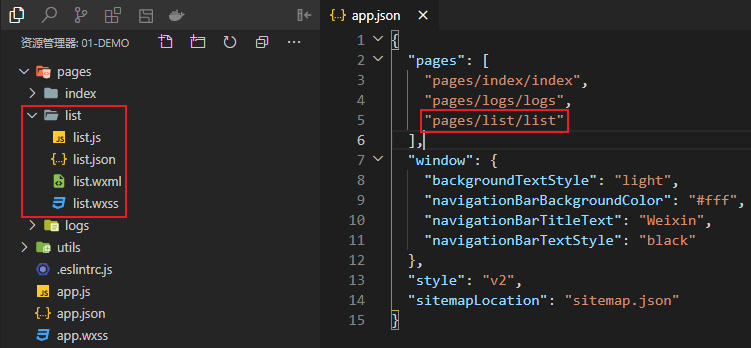 资源管理器: 01-DEMO
pages
index
list
list.js
list.json
list.wxml
list.wxss
logs
utils
.eslintrc.js
app.js
app.json
app.wxss
app.json
1 {
2 "pages": [
3 "pages/index/index",
4 "pages/logs/logs",
5 "pages/list/list"
6 ],
7 "window": {
8 "backgroundTextStyle": "light",
9 "navigationBarBackgroundColor": "#fff",
10 "navigationBarTitleText": "Weixin",
11 "navigationBarTextStyle": "black"
12 },
13 "style": "v2",
14 "sitemapLocation": "sitemap.json"
15 }